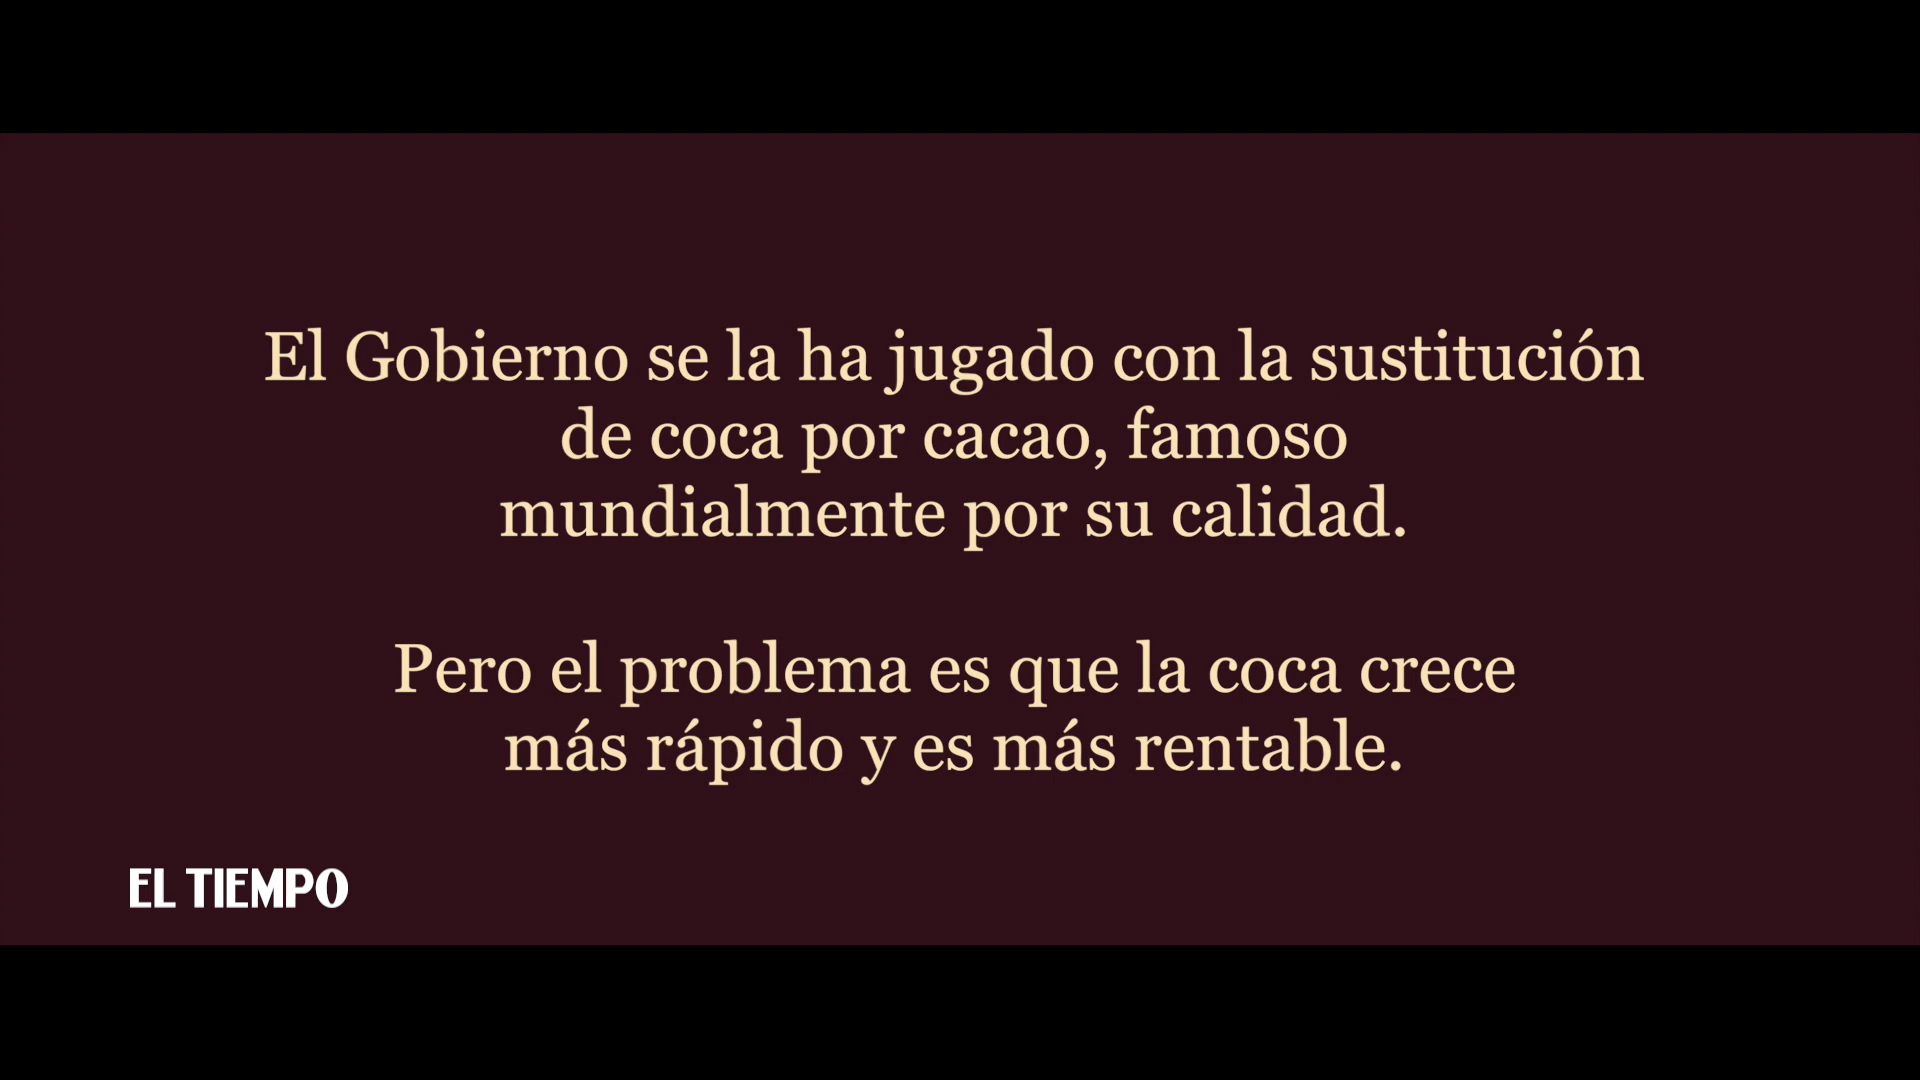 El Gobierno se la ha jugado con la sustitución
de coca por cacao, famoso
mundialmente por su calidad.
Pero el problema es que la coca crece
más rápido y es más rentable.
EL TIEMPO